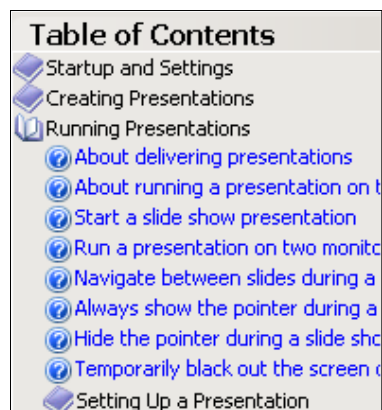 Table of Contents
Startup and Settings
Creating Presentations
Running Presentations
About delivering presentations
About running a presentation on
Start a slide show presentation
Run a presentation on two
Navigate between slides during a
Always show the pointer during a
Hide the pointer during a slide
Temporarily black out the screen
Setting Up a Presentation